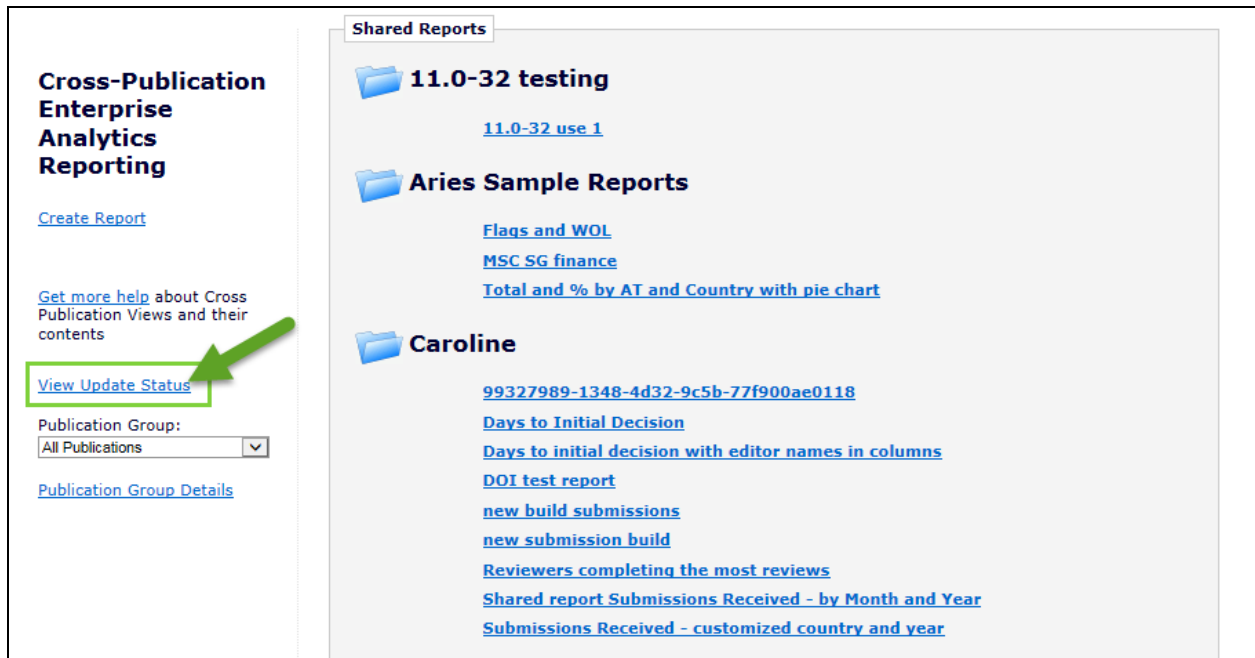 Cross-Publication
Enterprise
Analytics
Reporting
Create Report
Get more help about Cross
Publication Views and their
contents
View Update Status
Publication Group:
All Publications
Publication Group Details
Shared Reports
11.0-32 testing
11.0-32 use 1
Aries Sample Reports
Flags and WOL
MSC SG finance
Total and % by AT and Country with pie chart
Caroline
99327989-1348-4d32-9c5b-77f900ae0118
Days to Initial Decision
Days to initial decision with editor names in columns
DOI test report
new build submissions
new submission build
Reviewers completing the most reviews
Shared report Submissions Received - by Month and Year
Submissions Received - customized country and year